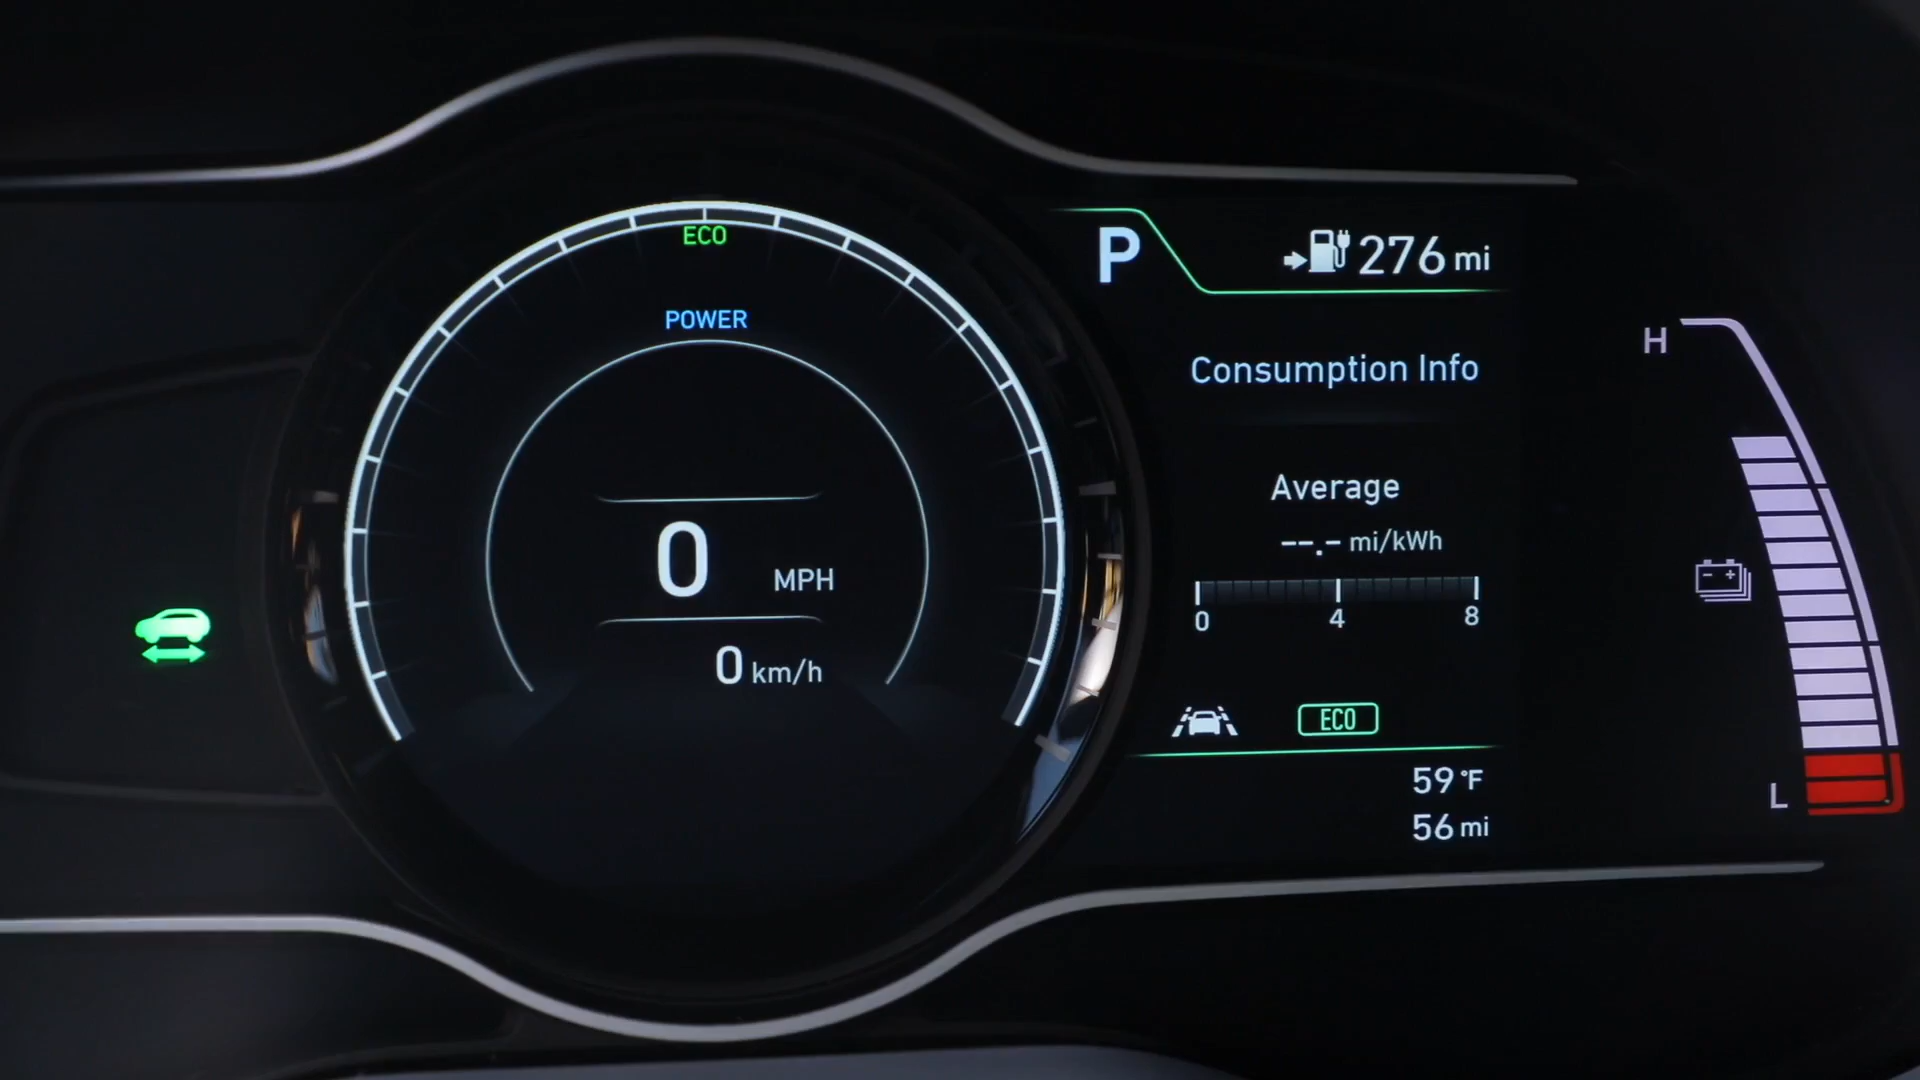 ECO
POWER
0 MPH
0 km/h
P 276 mi
Consumption Info
Average
--.- mi/kWh
0 4 8
ECO
59 °F
56 mi
H
L